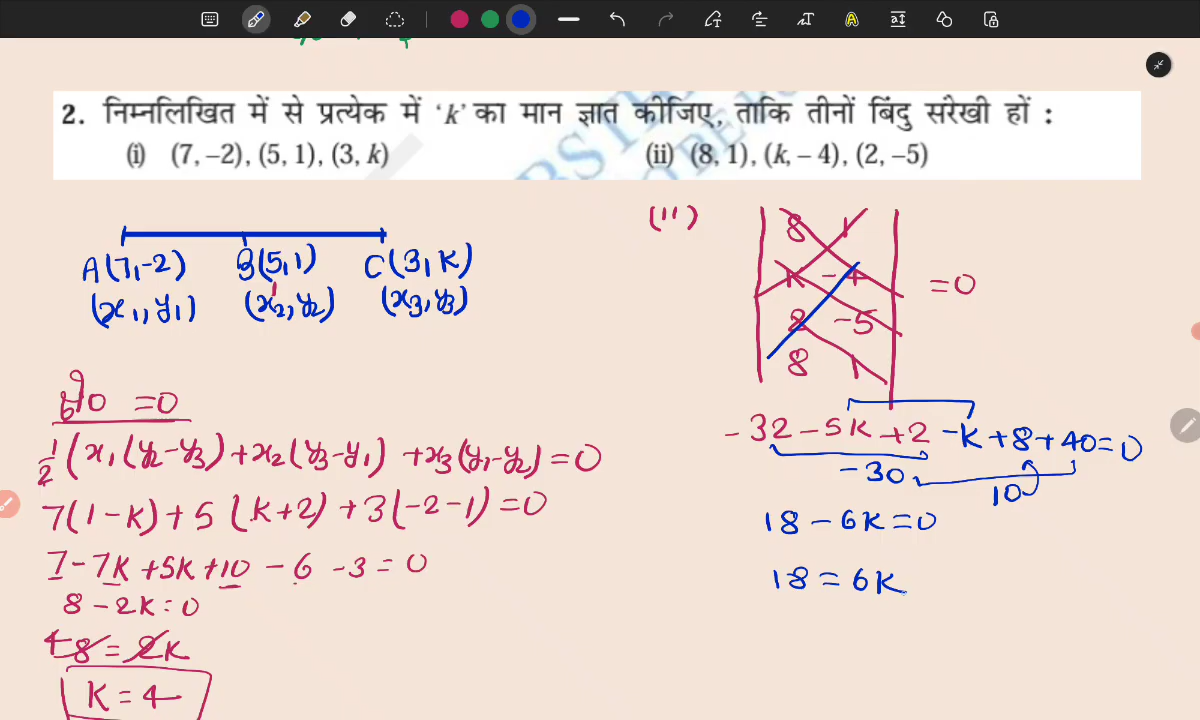 2. निम्नलिखित में से प्रत्येक में 'k' का मान ज्ञात कीजिए, ताकि तीनों बिंदु संरेखी हों :
(i) (7, –2), (5, 1), (3, k)
(ii) (8, 1), (k, – 4), (2, –5)
A(7,-2) B(5,1) C(3,K)
(x1,y1) (x2,y2) (x3,y3)
=0
1/2 (x1(y2-y3)+x2(y3-y1) +x3(y1-y2)=0
7(1-K)+5 (K+2)+3(-2-1)=0
7-7K+5K+10-6-3=0
8-2K=0
8=2K
K=4
(ii)
8 1
K -4
2 -5
8 1
=0
-32-5K+2-K+8+40=0
-30
10
18-6K=0
18=6K